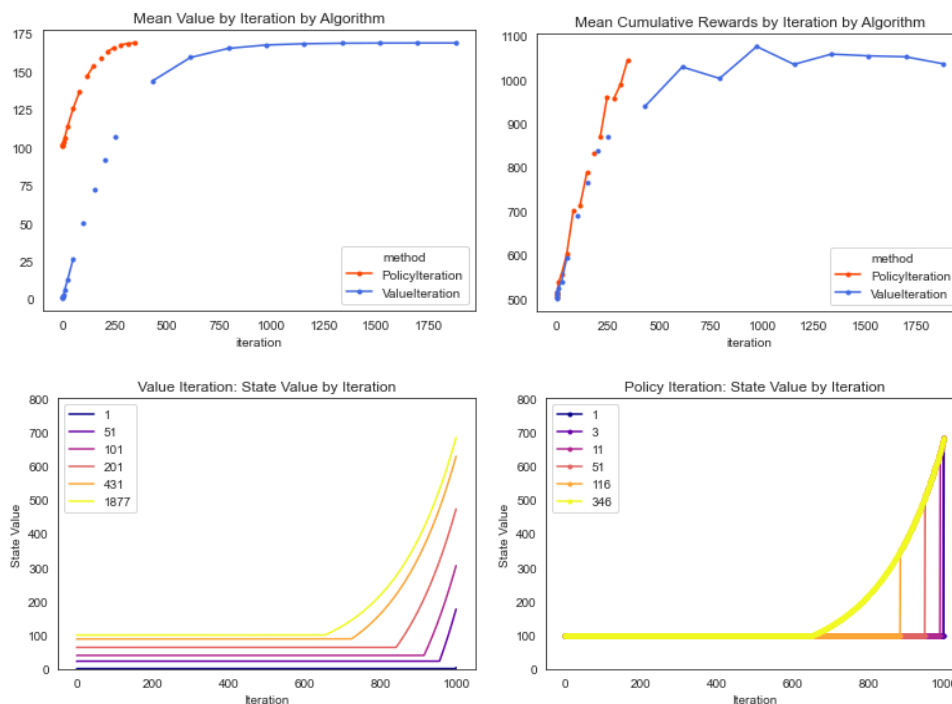 Mean Value by Iteration by Algorithm
175
150
125
100
75
50
25
0
0 250 500 750 1000 1250 1500 1750
iteration
method
PolicyIteration
ValueIteration
Mean Cumulative Rewards by Iteration by Algorithm
1100
1000
900
800
700
600
500
0 250 500 750 1000 1250 1500 1750
iteration
method
PolicyIteration
ValueIteration
Value Iteration: State Value by Iteration
State Value
800
700
600
500
400
300
200
100
0
0 200 400 600 800 1000
Iteration
1
51
101
201
431
1877
Policy Iteration: State Value by Iteration
State Value
800
700
600
500
400
300
200
100
0
0 200 400 600 800 1000
Iteration
1
3
11
51
116
346